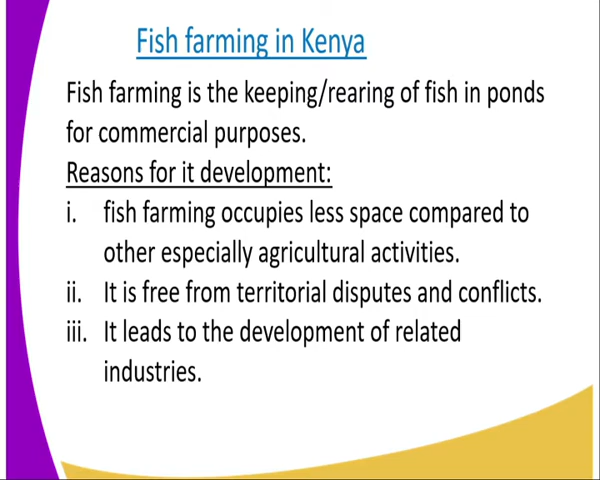 Fish farming in Kenya
Fish farming is the keeping/rearing of fish in ponds
for commercial purposes.
Reasons for it development:
i. fish farming occupies less space compared to
other especially agricultural activities.
ii. It is free from territorial disputes and conflicts.
iii. It leads to the development of related
industries.